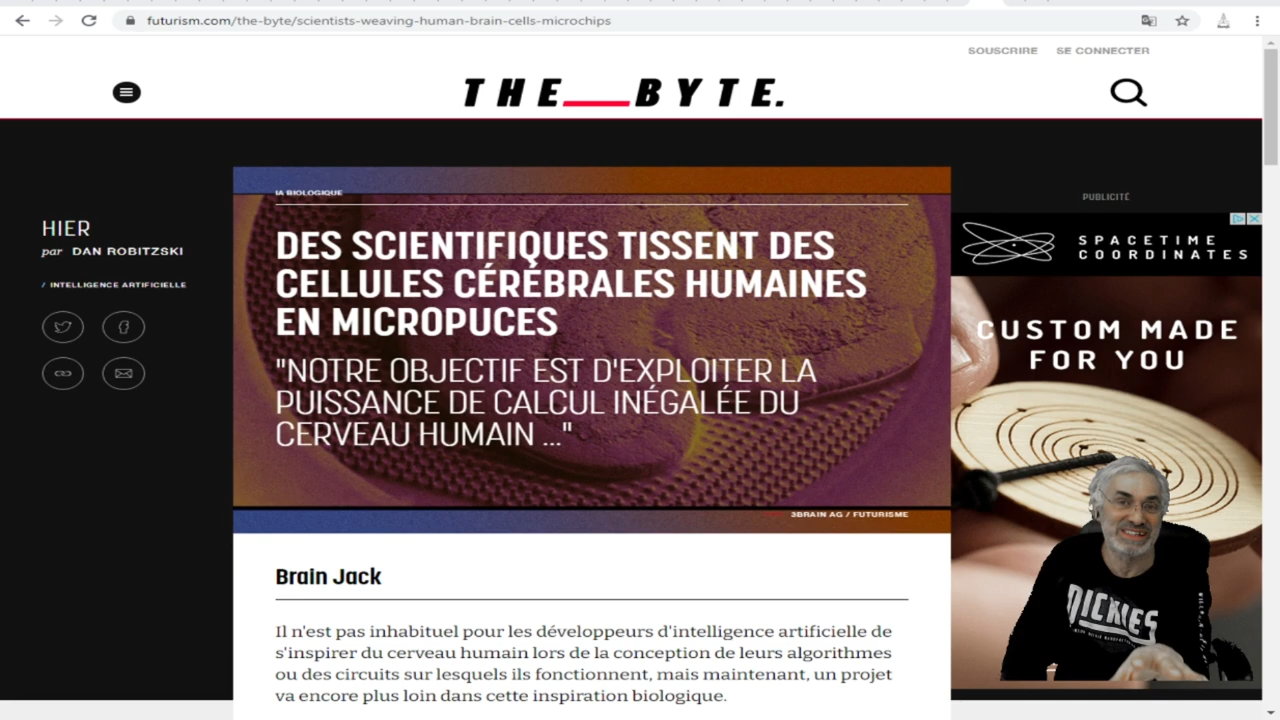 futurism.com/the-byte/scientists-weaving-human-brain-cells-microchips
SOUSCRIRE SE CONNECTER
THE__BYTE.
HIER
par DAN ROBITZSKI
/ INTELLIGENCE ARTIFICIELLE
IA BIOLOGIQUE
DES SCIENTIFIQUES TISSENT DES
CELLULES CÉRÉBRALES HUMAINES
EN MICROPUCES
"NOTRE OBJECTIF EST D'EXPLOITER LA
PUISSANCE DE CALCUL INÉGALÉE DU
CERVEAU HUMAIN ..."
3BRAIN AG / FUTURISME
Brain Jack
Il n'est pas inhabituel pour les développeurs d'intelligence artificielle de
s'inspirer du cerveau humain lors de la conception de leurs algorithmes
ou des circuits sur lesquels ils fonctionnent, mais maintenant, un projet
va encore plus loin dans cette inspiration biologique.
PUBLICITÉ
SPACETIME
COORDINATES
CUSTOM MADE
FOR YOU
DICKIES